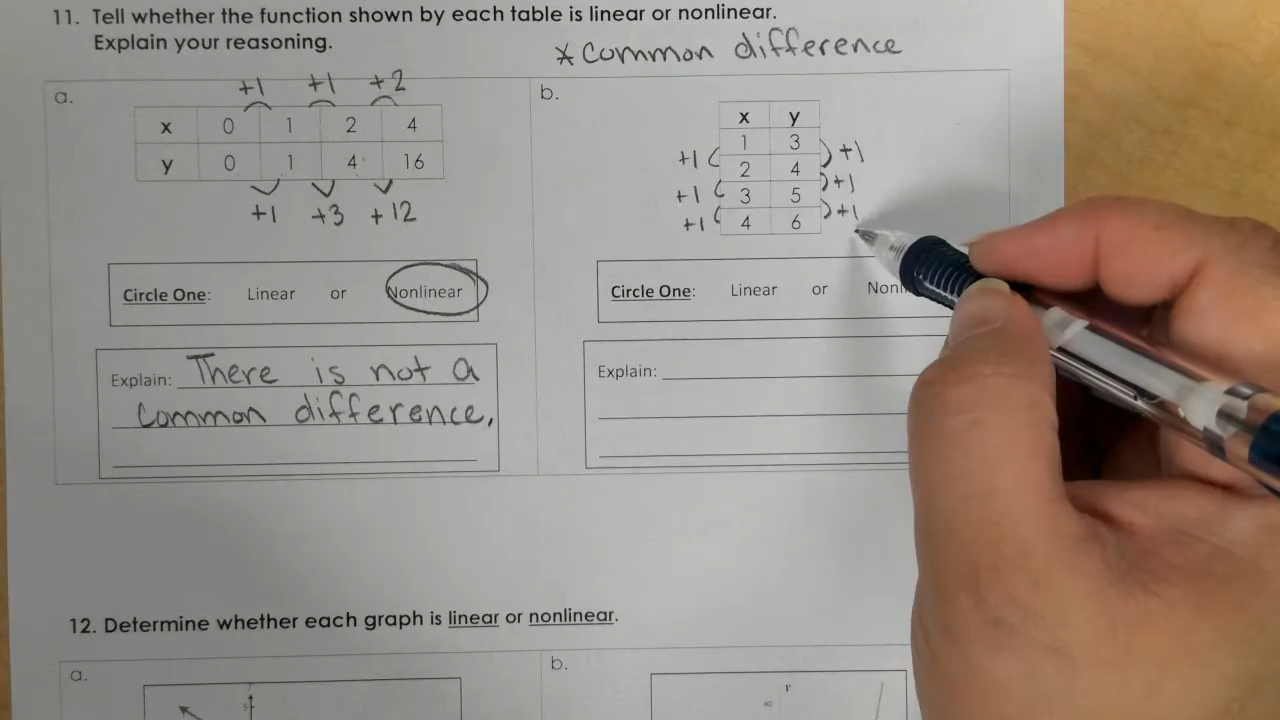 11. Tell whether the function shown by each table is linear or nonlinear.
Explain your reasoning.
* Common difference
a.
+1 +1 +2
x 0 1 2 4
y 0 1 4 16
+1 +3 +12
Circle One: Linear or Nonlinear
Explain: There is not a
common difference.
b.
x y
1 3
2 4
3 5
4 6
+1 +1
+1 +1
+1 +1
Circle One: Linear or
Explain:
12. Determine whether each graph is linear or nonlinear.
a.
b.
y